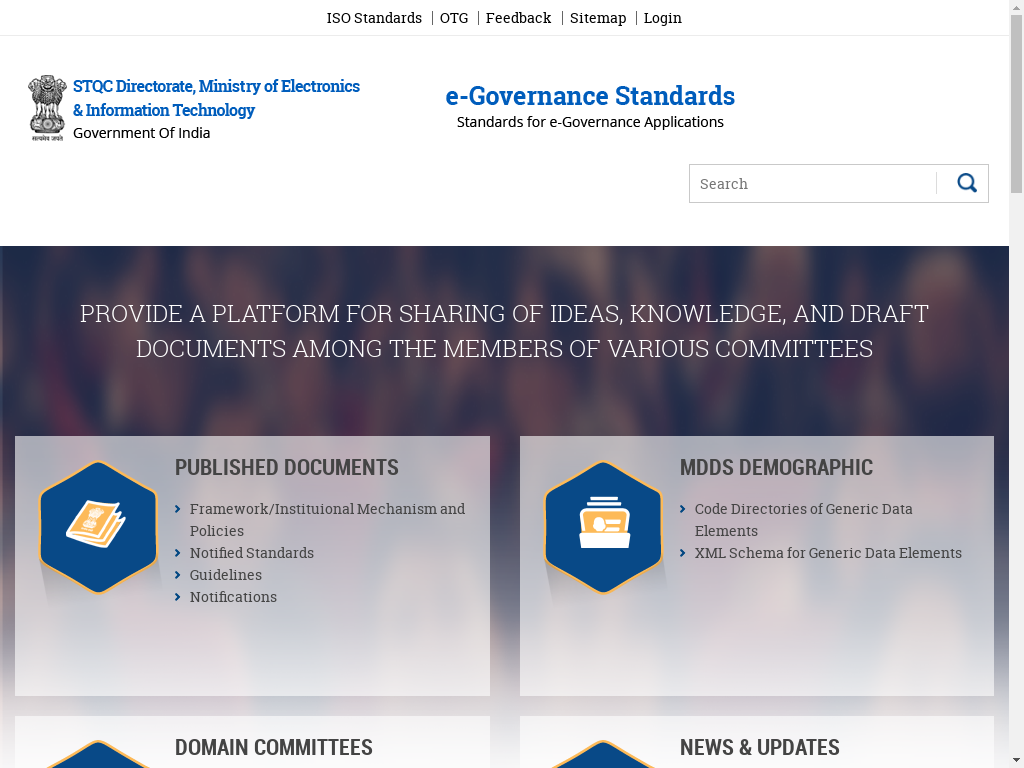 ISO Standards OTG Feedback Sitemap Login
STQC Directorate, Ministry of Electronics
& Information Technology
Government Of India
सत्यमेव जयते
e-Governance Standards
Standards for e-Governance Applications
Search
PROVIDE A PLATFORM FOR SHARING OF IDEAS, KNOWLEDGE, AND DRAFT
DOCUMENTS AMONG THE MEMBERS OF VARIOUS COMMITTEES
PUBLISHED DOCUMENTS
Framework/Instituional Mechanism and
Policies
Notified Standards
Guidelines
Notifications
MDDS DEMOGRAPHIC
Code Directories of Generic Data
Elements
XML Schema for Generic Data Elements
DOMAIN COMMITTEES
NEWS & UPDATES